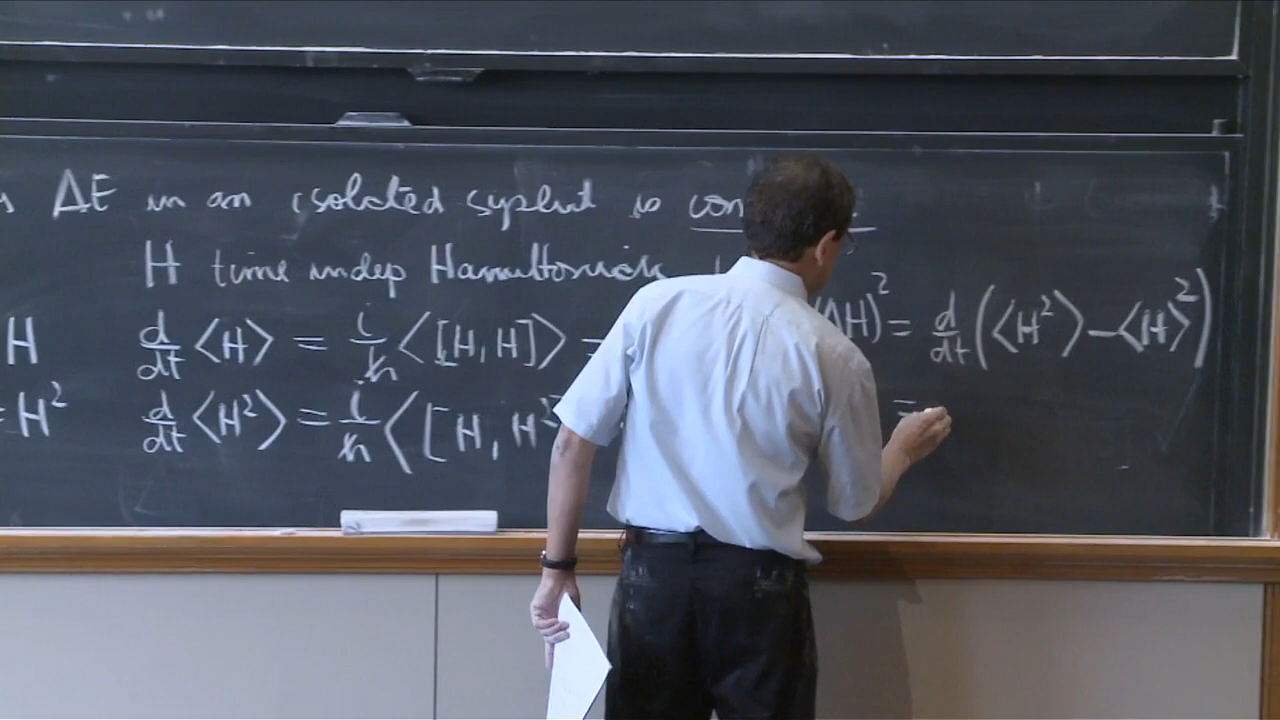 ΔE in an isolated system is con
H time indep Hamiltonian
H d/dt ⟨H⟩ = i/ħ ⟨[H, H]⟩ = (ΔH)² = d/dt (⟨H²⟩ − ⟨H⟩²)
= H² d/dt ⟨H²⟩ = i/ħ ⟨[H, H² =